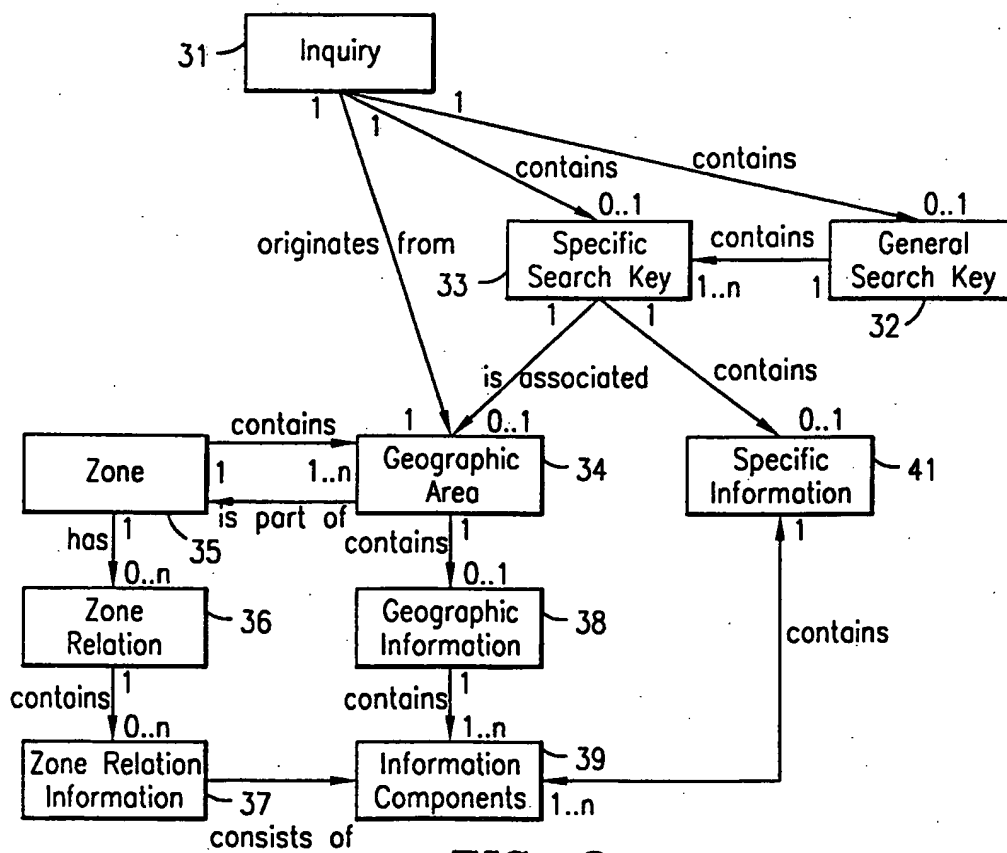 31
Inquiry
1
1
1
contains
contains
originates from
0..1
0..1
Specific
Search Key
33
contains
1..n
1
General
Search Key
32
1
1
is associated
contains
1
0..1
0..1
Zone
contains
1
1..n
is part of
35
Geographic
Area
34
Specific
Information
41
1
has
1
contains
1
0..n
0..1
Zone
Relation
36
Geographic
Information
38
contains
1
contains
1
contains
0..n
1..n
Zone Relation
Information
37
Information
Components
39
1..n
consists of